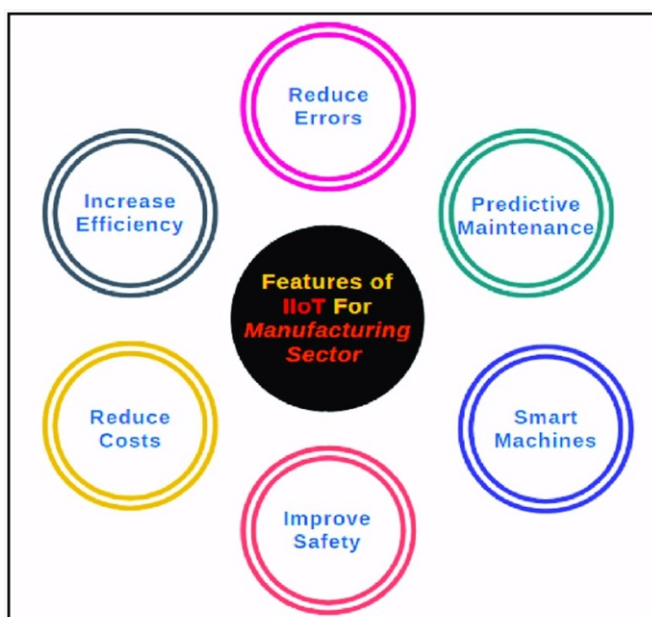 Reduce
Errors
Increase
Efficiency
Predictive
Maintenance
Features of
IIoT For
Manufacturing
Sector
Reduce
Costs
Smart
Machines
Improve
Safety